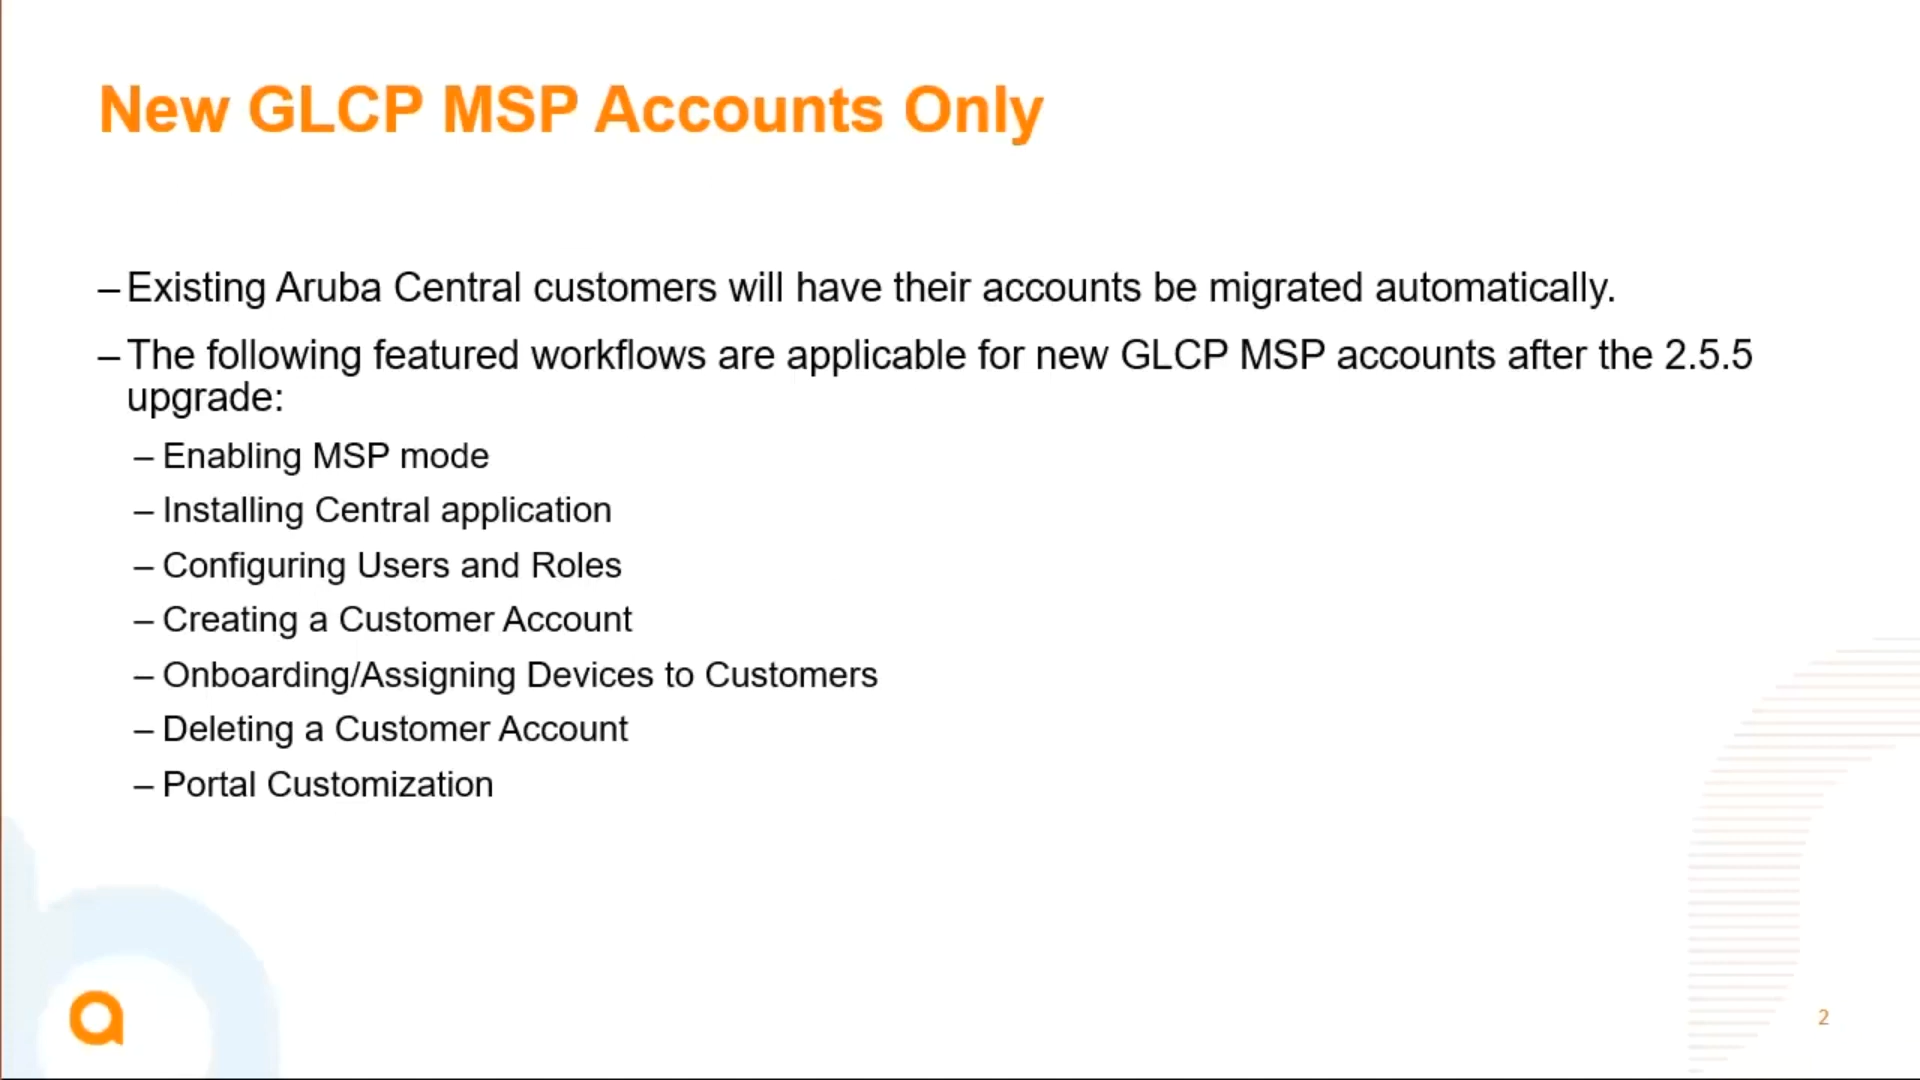 New GLCP MSP Accounts Only
– Existing Aruba Central customers will have their accounts be migrated automatically.
– The following featured workflows are applicable for new GLCP MSP accounts after the 2.5.5
upgrade:
– Enabling MSP mode
– Installing Central application
– Configuring Users and Roles
– Creating a Customer Account
– Onboarding/Assigning Devices to Customers
– Deleting a Customer Account
– Portal Customization
2